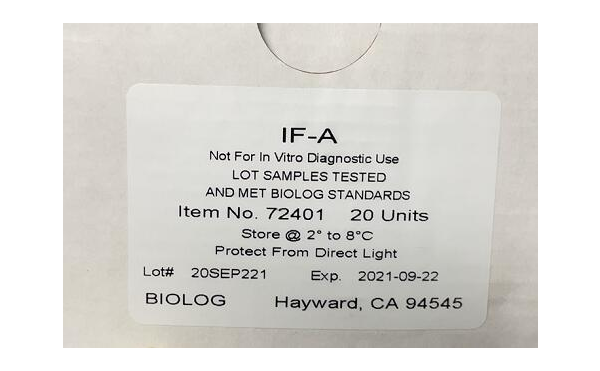 IF-A
Not For In Vitro Diagnostic Use
LOT SAMPLES TESTED
AND MET BIOLOG STANDARDS
Item No. 72401 20 Units
Store @ 2° to 8°C
Protect From Direct Light
Lot# 20SEP221 Exp. 2021-09-22
BIOLOG Hayward, CA 94545